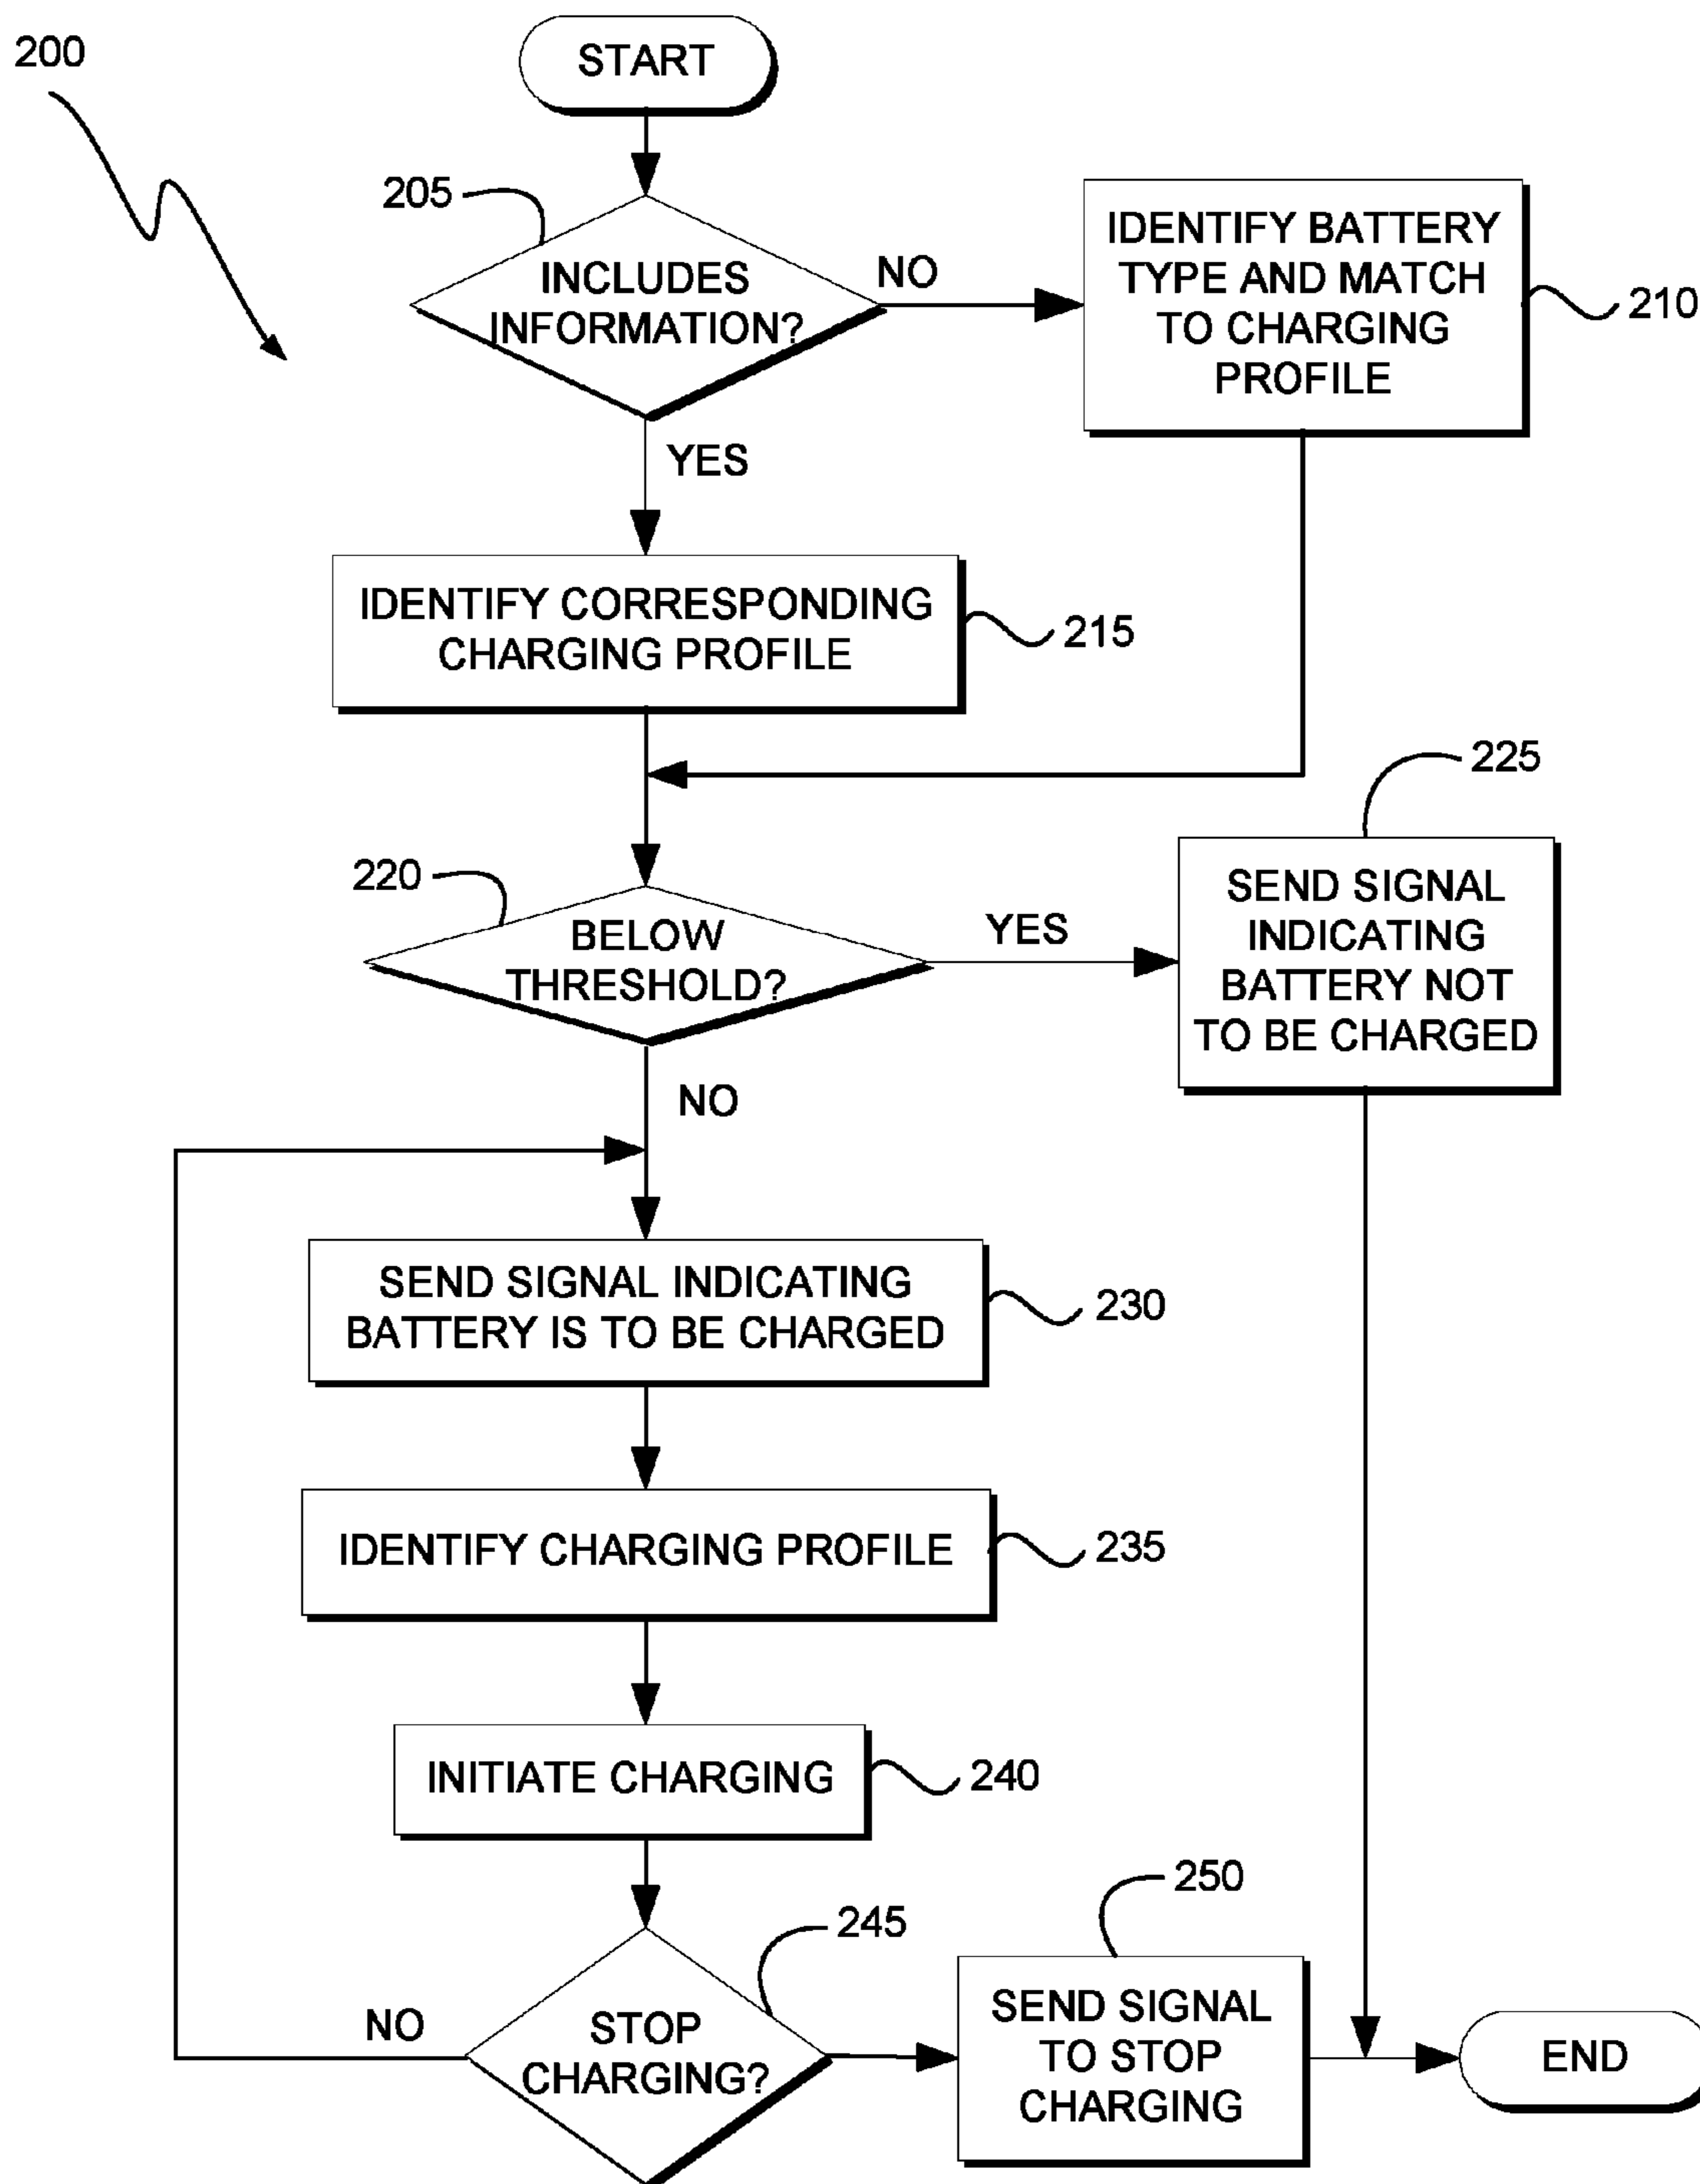 200
START
205
INCLUDES
INFORMATION?
NO
IDENTIFY BATTERY
TYPE AND MATCH
TO CHARGING
PROFILE
210
YES
IDENTIFY CORRESPONDING
CHARGING PROFILE
215
220
BELOW
THRESHOLD?
YES
225
SEND SIGNAL
INDICATING
BATTERY NOT
TO BE CHARGED
NO
SEND SIGNAL INDICATING
BATTERY IS TO BE CHARGED
230
IDENTIFY CHARGING PROFILE
235
INITIATE CHARGING
240
245
STOP
CHARGING?
NO
250
SEND SIGNAL
TO STOP
CHARGING
END